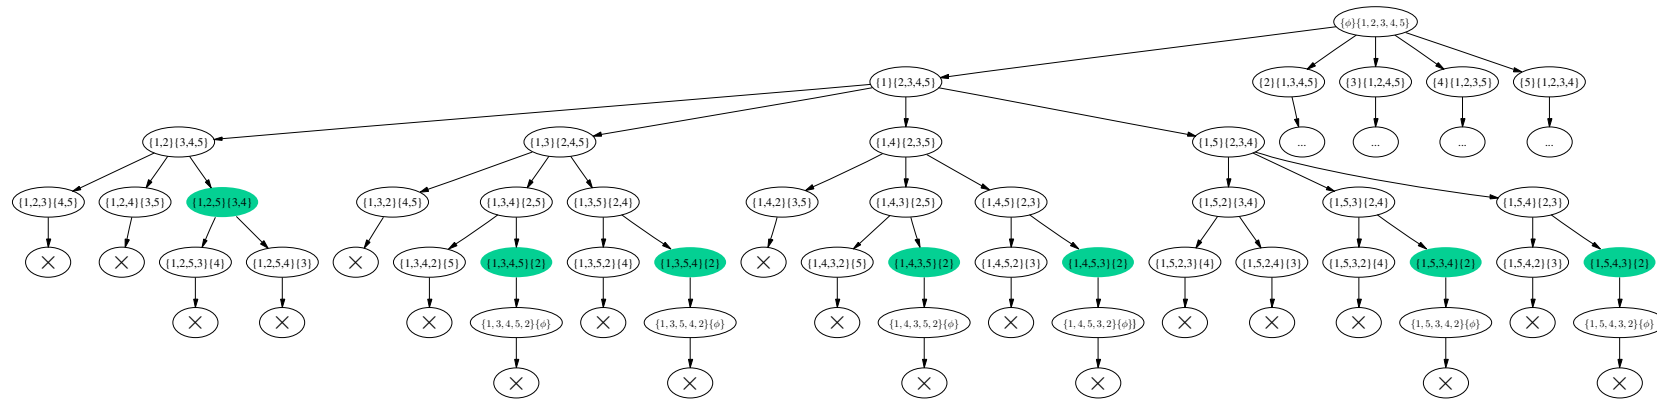 {ϕ}{1, 2, 3, 4, 5}
{1}{2,3,4,5} {2}{1,3,4,5} {3}{1,2,4,5} {4}{1,2,3,5} {5}{1,2,3,4}
{1,2}{3,4,5} {1,3}{2,4,5} {1,4}{2,3,5} {1,5}{2,3,4} ... ... ... ...
{1,2,3}{4,5} {1,2,4}{3,5} {1,2,5}{3,4} {1,3,2}{4,5} {1,3,4}{2,5} {1,3,5}{2,4} {1,4,2}{3,5} {1,4,3}{2,5} {1,4,5}{2,3} {1,5,2}{3,4} {1,5,3}{2,4} {1,5,4}{2,3}
× × {1,2,5,3}{4} {1,2,5,4}{3} × {1,3,4,2}{5} {1,3,4,5}{2} {1,3,5,2}{4} {1,3,5,4}{2} × {1,4,3,2}{5} {1,4,3,5}{2} {1,4,5,2}{3} {1,4,5,3}{2} {1,5,2,3}{4} {1,5,2,4}{3} {1,5,3,2}{4} {1,5,3,4}{2} {1,5,4,2}{3} {1,5,4,3}{2}
× × × {1, 3, 4, 5, 2}{ϕ} × {1, 3, 5, 4, 2}{ϕ} × {1, 4, 3, 5, 2}{ϕ} × {1, 4, 5, 3, 2}{ϕ}} × × × {1, 5, 3, 4, 2}{ϕ} × {1, 5, 4, 3, 2}{ϕ}
× × × × × ×